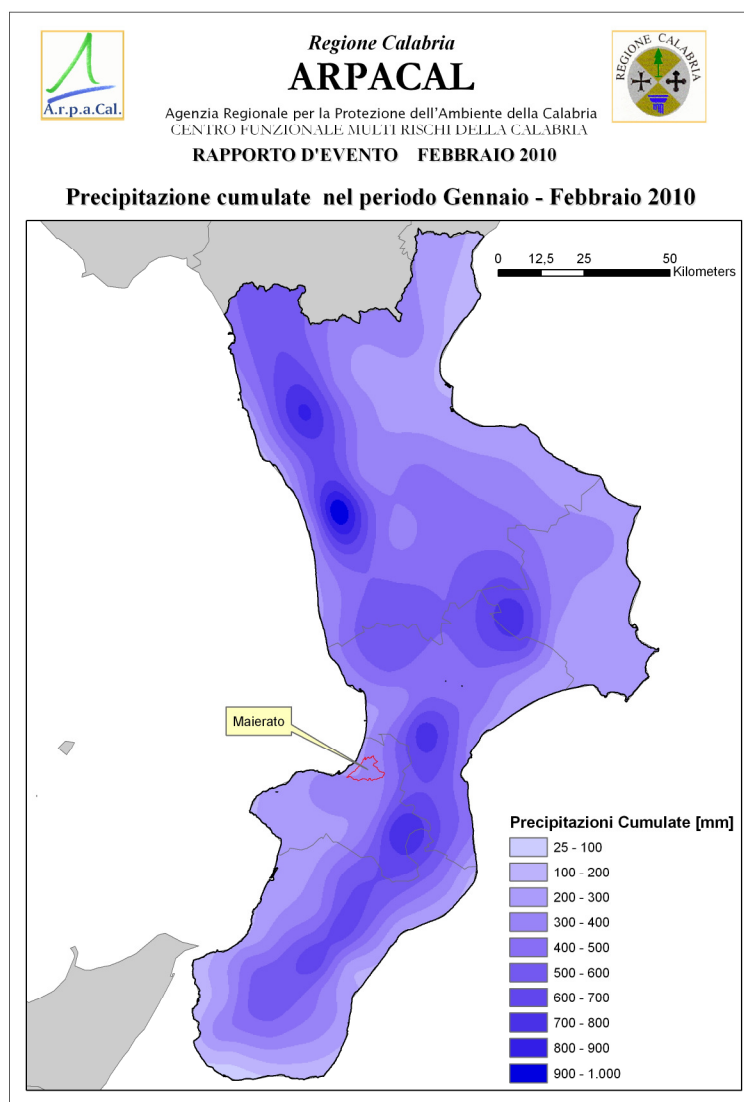 A.r.p.a.Cal.
Regione Calabria
ARPACAL
Agenzia Regionale per la Protezione dell'Ambiente della Calabria
CENTRO FUNZIONALE MULTI RISCHI DELLA CALABRIA
RAPPORTO D'EVENTO FEBBRAIO 2010
REGIONE CALABRIA
Precipitazione cumulate nel periodo Gennaio - Febbraio 2010
0 12,5 25 50
Kilometers
Maierato
Precipitazioni Cumulate [mm]
25 - 100
100 - 200
200 - 300
300 - 400
400 - 500
500 - 600
600 - 700
700 - 800
800 - 900
900 - 1.000